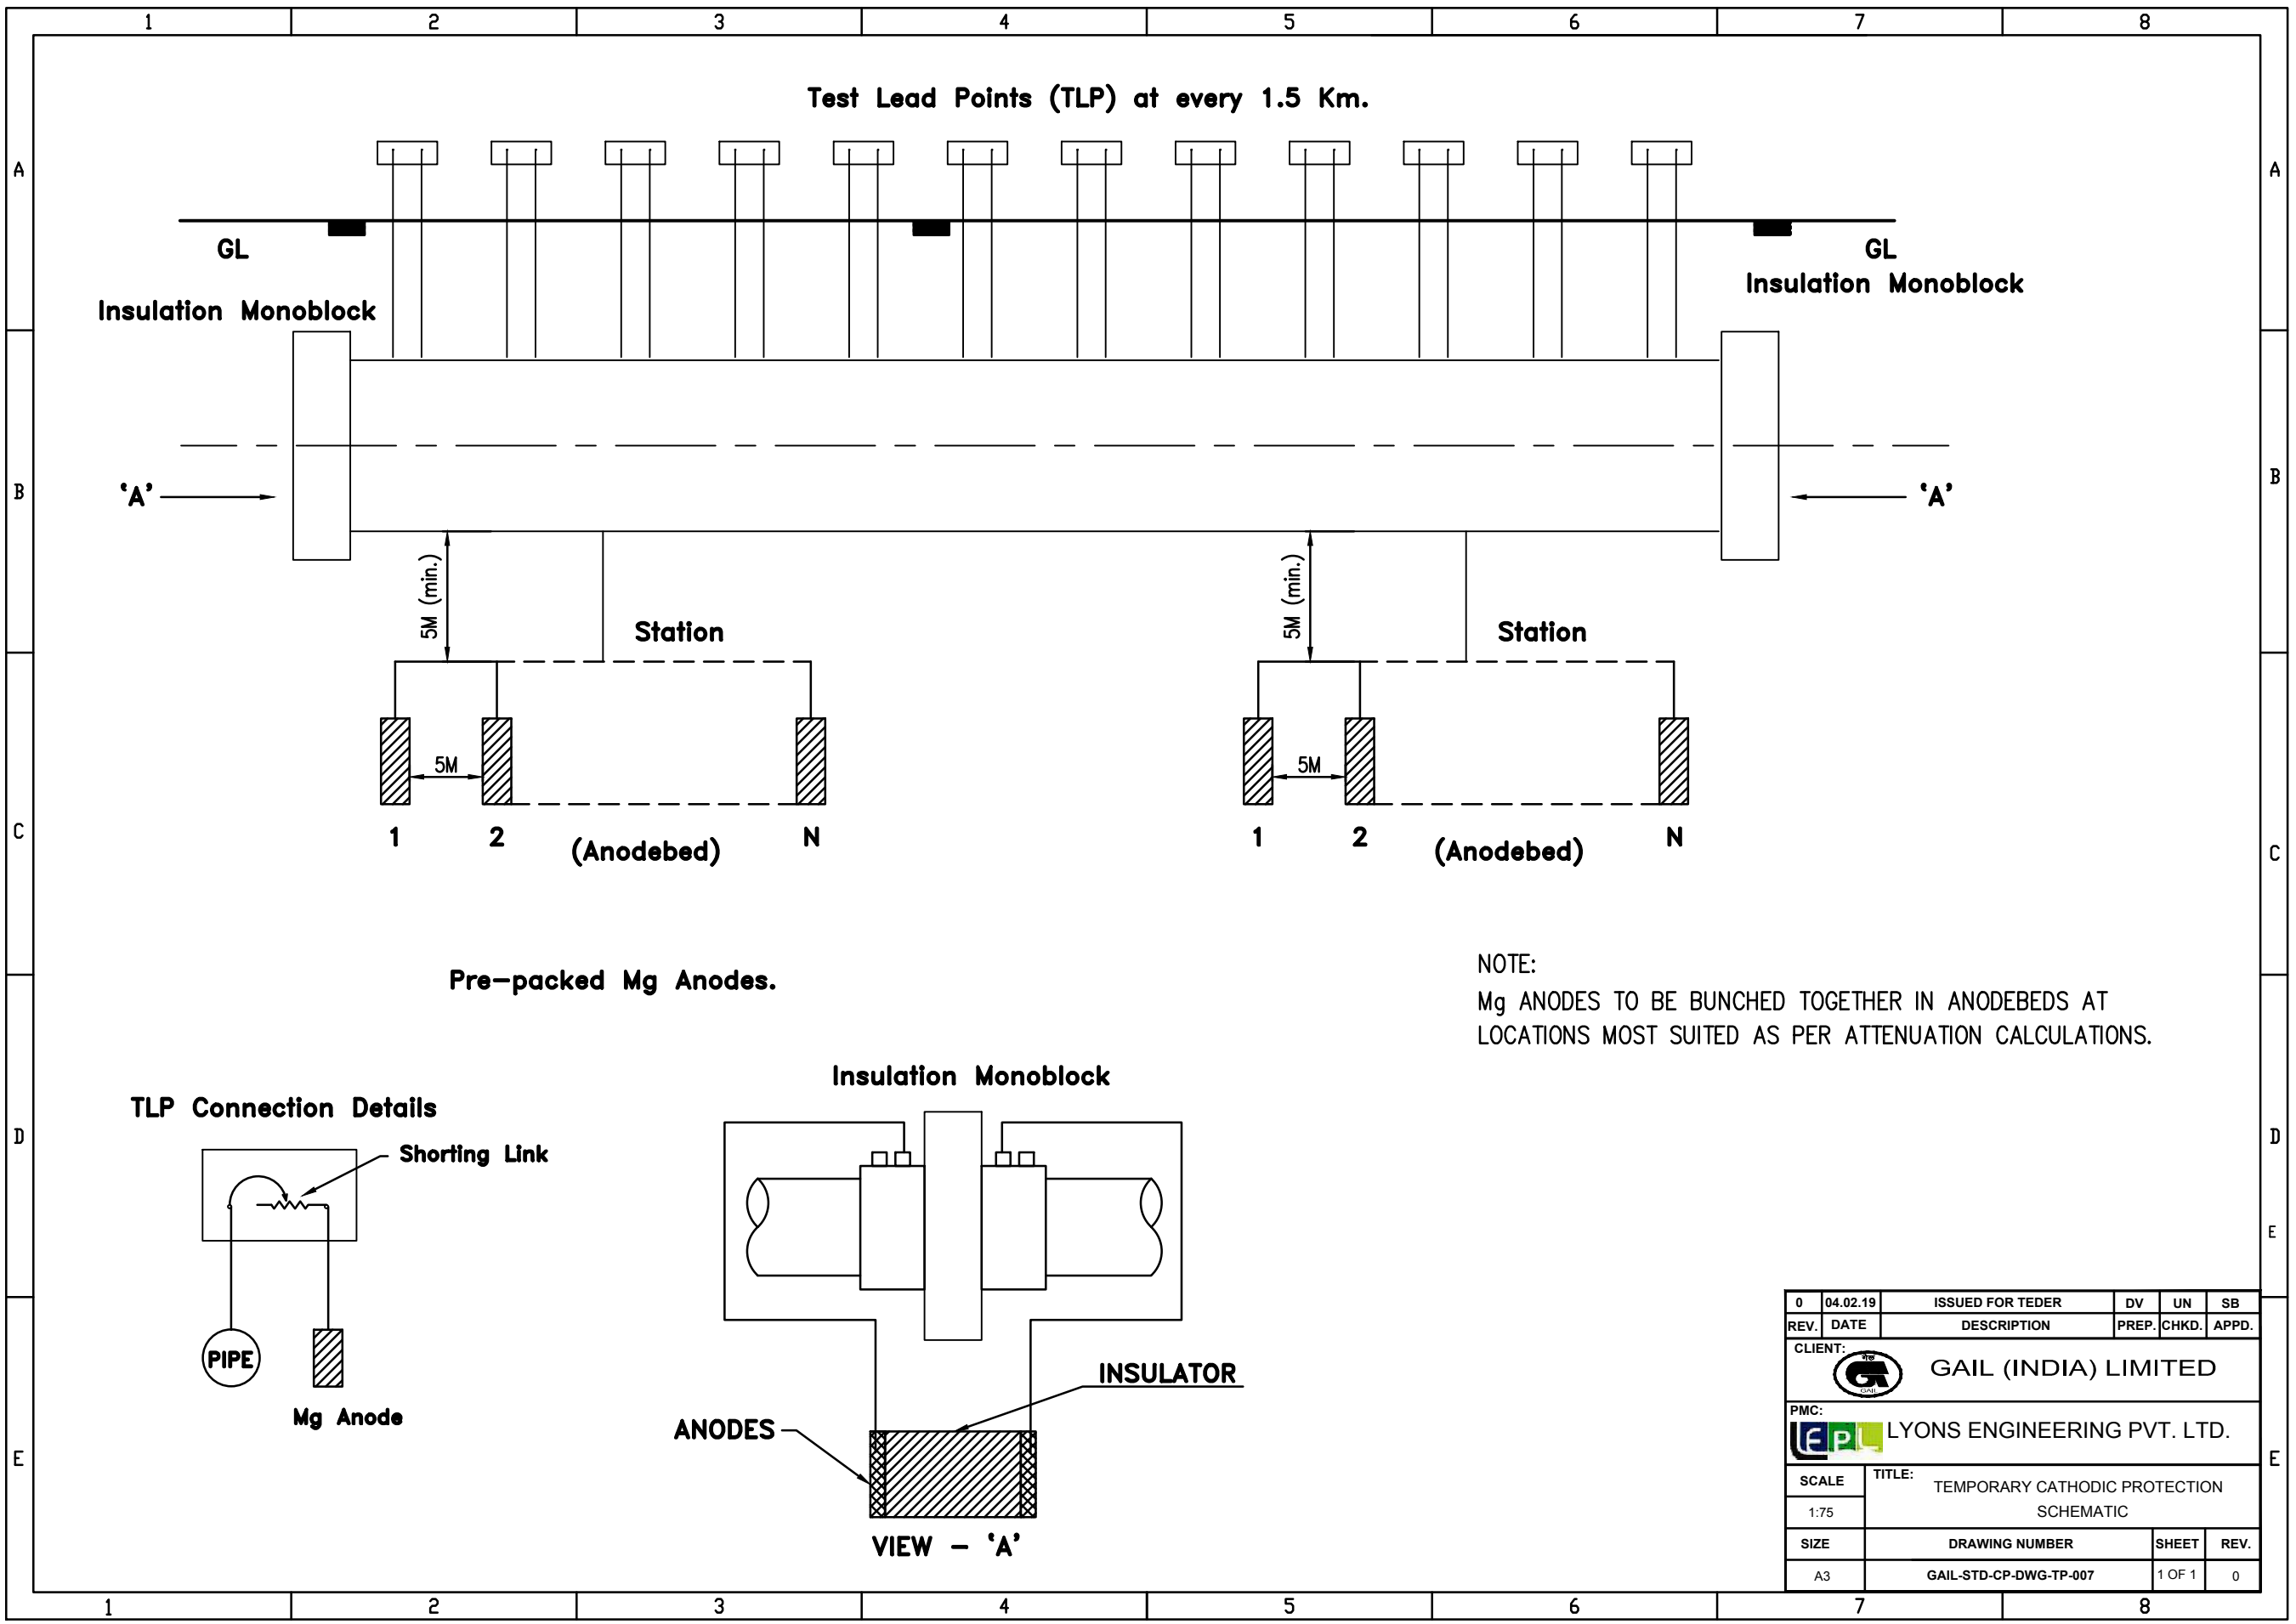 1 2 3 4 5 6 7 8
Test Lead Points (TLP) at every 1.5 Km.
A A
GL GL
Insulation Monoblock
Insulation Monoblock
B B
‘A’ ‘A’
5M (min.) 5M (min.)
Station Station
5M 5M
1 2 (Anodebed) N
1 2 (Anodebed) N
C C
Pre-packed Mg Anodes.
NOTE:
Mg ANODES TO BE BUNCHED TOGETHER IN ANODEBEDS AT
LOCATIONS MOST SUITED AS PER ATTENUATION CALCULATIONS.
TLP Connection Details
Shorting Link
PIPE
Mg Anode
Insulation Monoblock
INSULATOR
ANODES
VIEW - ‘A’
D D
E
E E
0 04.02.19 ISSUED FOR TEDER DV UN SB
REV. DATE DESCRIPTION PREP. CHKD. APPD.
CLIENT:
GAIL
GAIL (INDIA) LIMITED
PMC:
LEPL
LYONS ENGINEERING PVT. LTD.
SCALE
1:75
TITLE:
TEMPORARY CATHODIC PROTECTION
SCHEMATIC
SIZE DRAWING NUMBER SHEET REV.
A3 GAIL-STD-CP-DWG-TP-007 1 OF 1 0
1 2 3 4 5 6 7 8